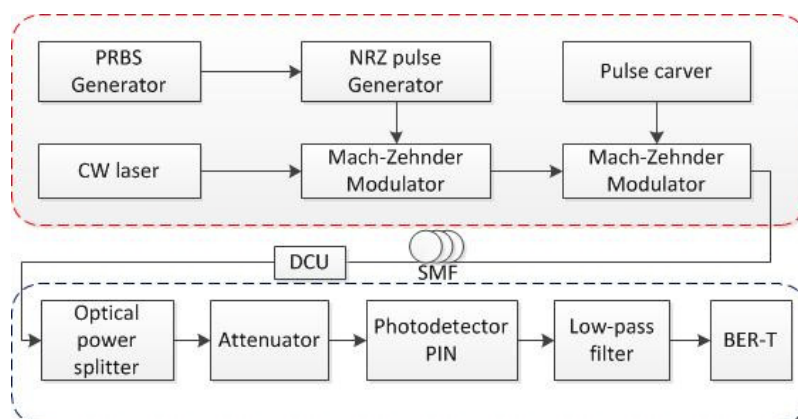 PRBS
Generator
NRZ pulse
Generator
Pulse carver
CW laser
Mach-Zehnder
Modulator
Mach-Zehnder
Modulator
DCU
SMF
Optical
power
splitter
Attenuator
Photodetector
PIN
Low-pass
filter
BER-T